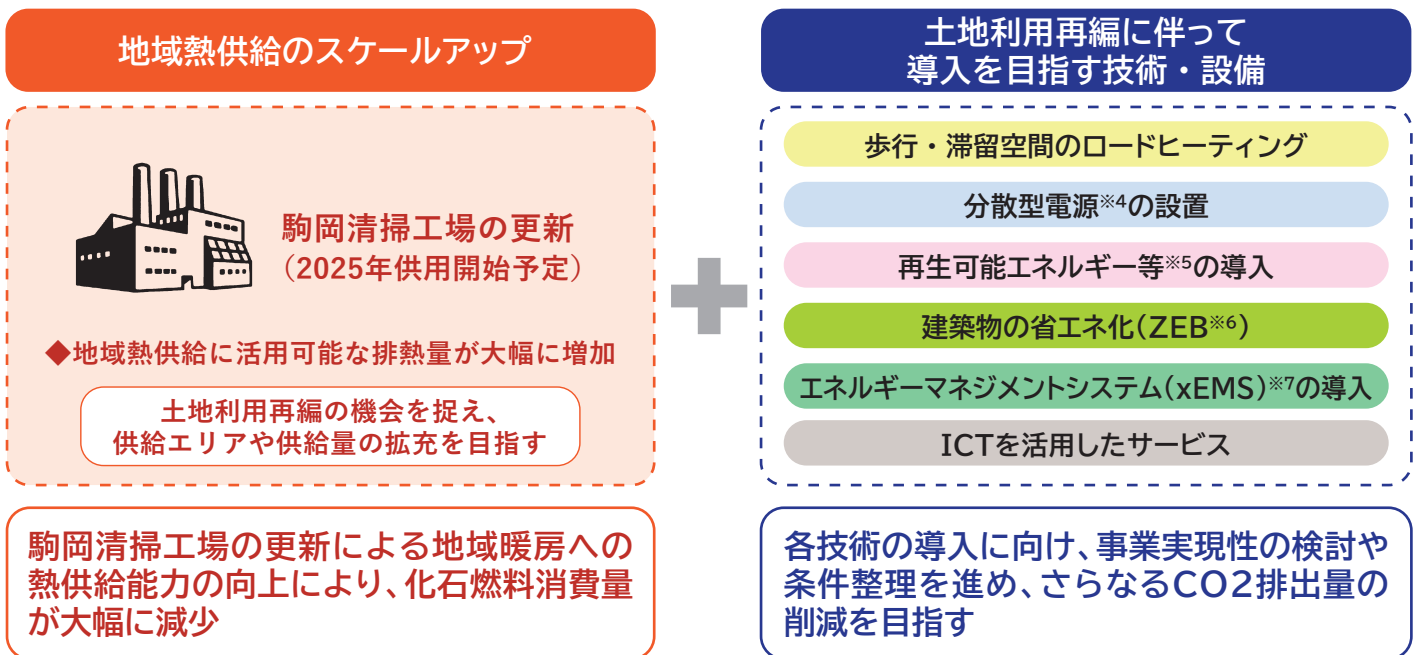 地域熱供給のスケールアップ
駒岡清掃工場の更新
（2025年供用開始予定）
◆地域熱供給に活用可能な排熱量が大幅に増加
土地利用再編の機会を捉え、
供給エリアや供給量の拡充を目指す
駒岡清掃工場の更新による地域暖房への
熱供給能力の向上により、化石燃料消費量
が大幅に減少
土地利用再編に伴って
導入を目指す技術・設備
歩行・滞留空間のロードヒーティング
分散型電源※4の設置
再生可能エネルギー等※5の導入
建築物の省エネ化（ZEB※6）
エネルギーマネジメントシステム（xEMS）※7の導入
ICTを活用したサービス
各技術の導入に向け、事業実現性の検討や
条件整理を進め、さらなるCO2排出量の
削減を目指す